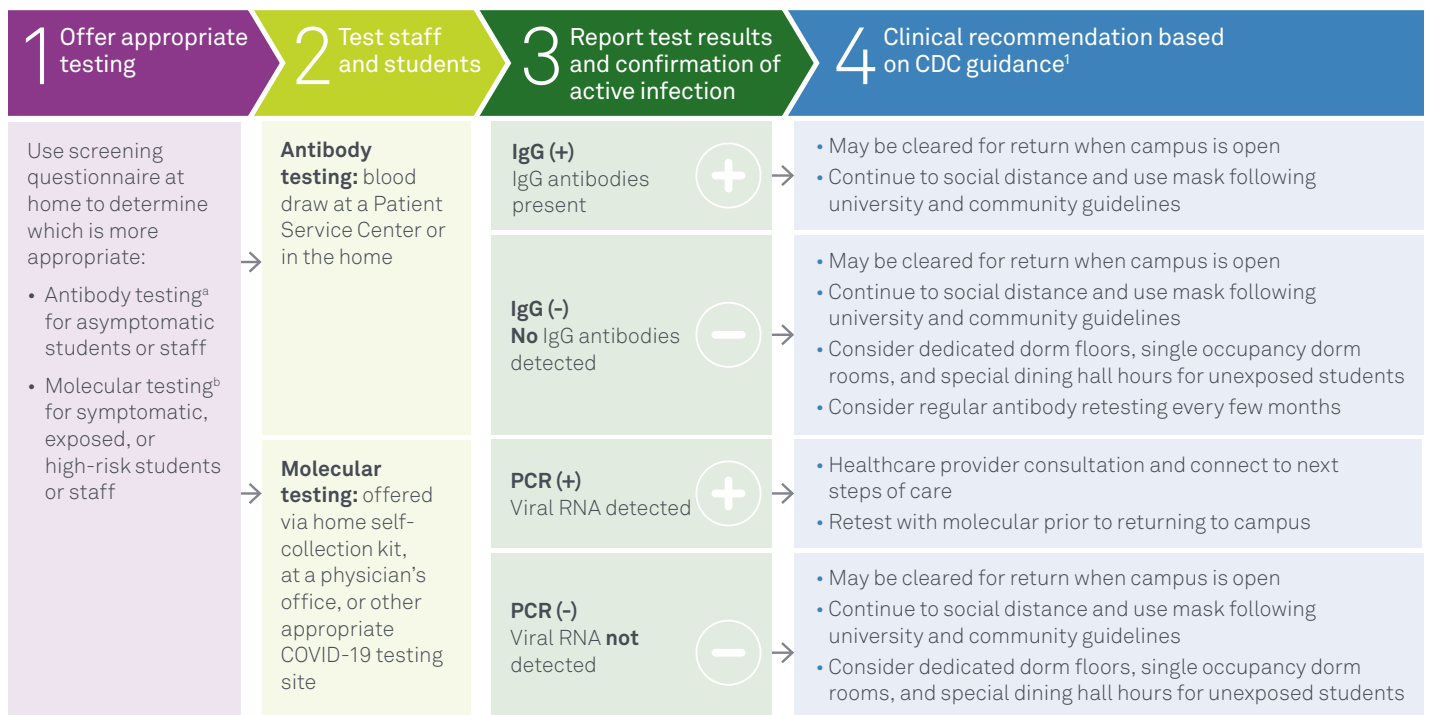 1 Offer appropriate
testing
2 Test staff
and students
3 Report test results
and confirmation of
active infection
4 Clinical recommendation based
on CDC guidance¹
Use screening
questionnaire at
home to determine
which is more
appropriate:
• Antibody testingᵃ
for asymptomatic
students or staff
• Molecular testingᵇ
for symptomatic,
exposed, or
high-risk students
or staff
Antibody
testing: blood
draw at a Patient
Service Center or
in the home
Molecular
testing: offered
via home self-
collection kit,
at a physician’s
office, or other
appropriate
COVID-19 testing
site
IgG (+)
IgG antibodies
present
• May be cleared for return when campus is open
• Continue to social distance and use mask following
university and community guidelines
IgG (-)
No IgG antibodies
detected
• May be cleared for return when campus is open
• Continue to social distance and use mask following
university and community guidelines
• Consider dedicated dorm floors, single occupancy dorm
rooms, and special dining hall hours for unexposed students
• Consider regular antibody retesting every few months
PCR (+)
Viral RNA detected
• Healthcare provider consultation and connect to next
steps of care
• Retest with molecular prior to returning to campus
PCR (-)
Viral RNA not
detected
• May be cleared for return when campus is open
• Continue to social distance and use mask following
university and community guidelines
• Consider dedicated dorm floors, single occupancy dorm
rooms, and special dining hall hours for unexposed students